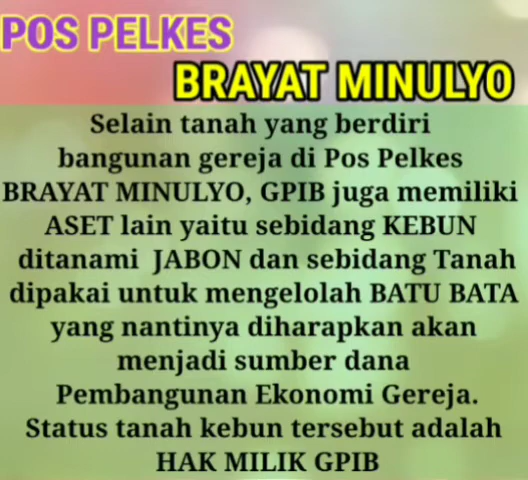 POS PELKES
BRAYAT MINULYO
Selain tanah yang berdiri
bangunan gereja di Pos Pelkes
BRAYAT MINULYO, GPIB juga memiliki
ASET lain yaitu sebidang KEBUN
ditanami JABON dan sebidang Tanah
dipakai untuk mengelolah BATU BATA
yang nantinya diharapkan akan
menjadi sumber dana
Pembangunan Ekonomi Gereja.
Status tanah kebun tersebut adalah
HAK MILIK GPIB